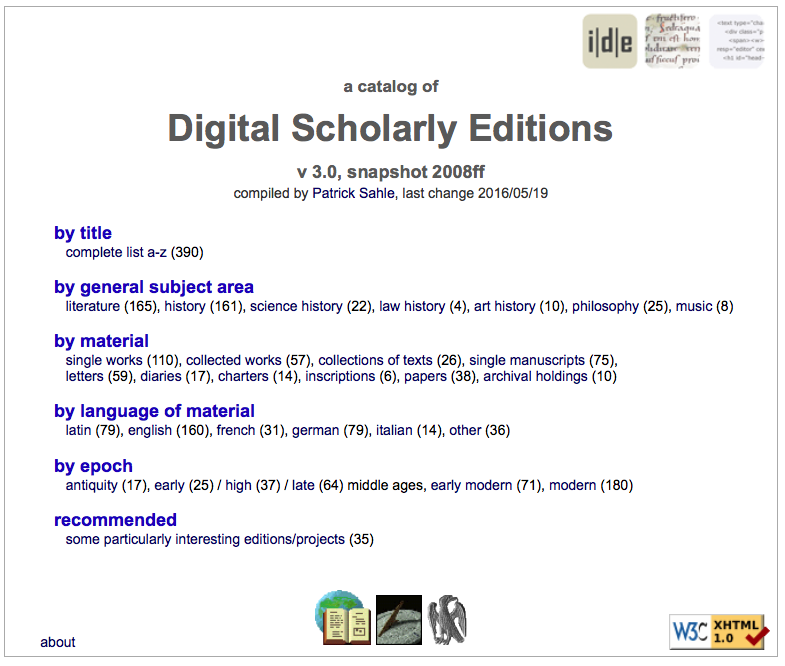 i|d|e
a catalog of
Digital Scholarly Editions
v 3.0, snapshot 2008ff
compiled by Patrick Sahle, last change 2016/05/19
by title
complete list a-z (390)
by general subject area
literature (165), history (161), science history (22), law history (4), art history (10), philosophy (25), music (8)
by material
single works (110), collected works (57), collections of texts (26), single manuscripts (75),
letters (59), diaries (17), charters (14), inscriptions (6), papers (38), archival holdings (10)
by language of material
latin (79), english (160), french (31), german (79), italian (14), other (36)
by epoch
antiquity (17), early (25) / high (37) / late (64) middle ages, early modern (71), modern (180)
recommended
some particularly interesting editions/projects (35)
about
W3C XHTML
1.0